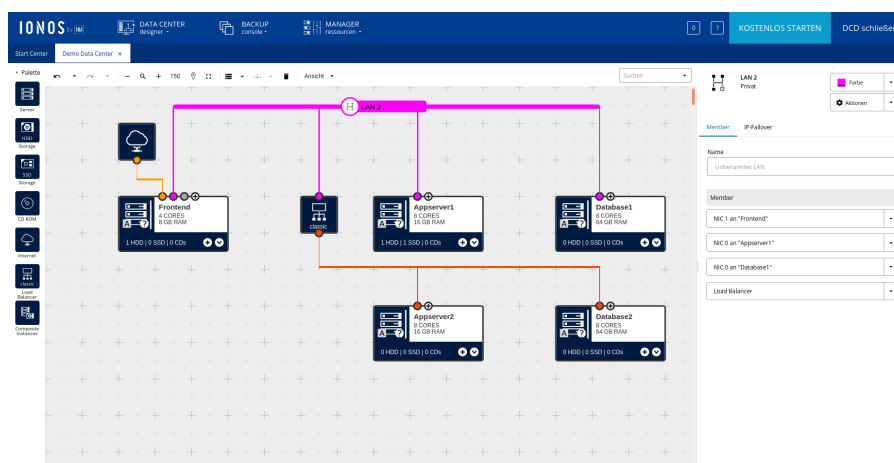 IONOS by 1&1
DATA CENTER
designer
BACKUP
console
MANAGER
ressourcen
0
?
KOSTENLOS STARTEN
DCD schließen
Start Center
Demo Data Center ×
Palette
150
Ansicht
Suchen
Server
HDD
Storage
SSD
Storage
CD ROM
Internet
classic
Load
Balancer
Composite
Instances
H LAN 2
Frontend
4 CORES
8 GB RAM
A ?
1 HDD | 0 SSD | 0 CDs
classic
Appserver1
8 CORES
16 GB RAM
A ?
1 HDD | 1 SSD | 0 CDs
Database1
8 CORES
64 GB RAM
A ?
0 HDD | 0 SSD | 0 CDs
Appserver2
8 CORES
16 GB RAM
A ?
0 HDD | 0 SSD | 0 CDs
Database2
8 CORES
64 GB RAM
A ?
0 HDD | 0 SSD | 0 CDs
LAN 2
Privat
Farbe
Aktionen
Member
IP-Failover
Name
Unbenanntes LAN
Member
NIC 1 an "Frontend"
NIC 0 an "Appserver1"
NIC 0 an "Database1"
Load Balancer